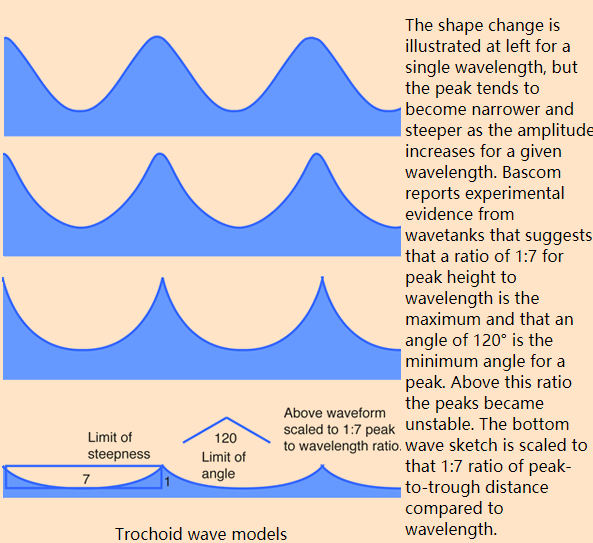 The shape change is
illustrated at left for a
single wavelength, but
the peak tends to
become narrower and
steeper as the amplitude
increases for a given
wavelength. Bascom
reports experimental
evidence from
wavetanks that suggests
that a ratio of 1:7 for
peak height to
wavelength is the
maximum and that an
angle of 120° is the
minimum angle for a
peak. Above this ratio
the peaks became
unstable. The bottom
wave sketch is scaled to
that 1:7 ratio of peak-
to-trough distance
compared to
wavelength.
Limit of
steepness
7
1
120
Limit of
angle
Above waveform
scaled to 1:7 peak
to wavelength ratio.
Trochoid wave models